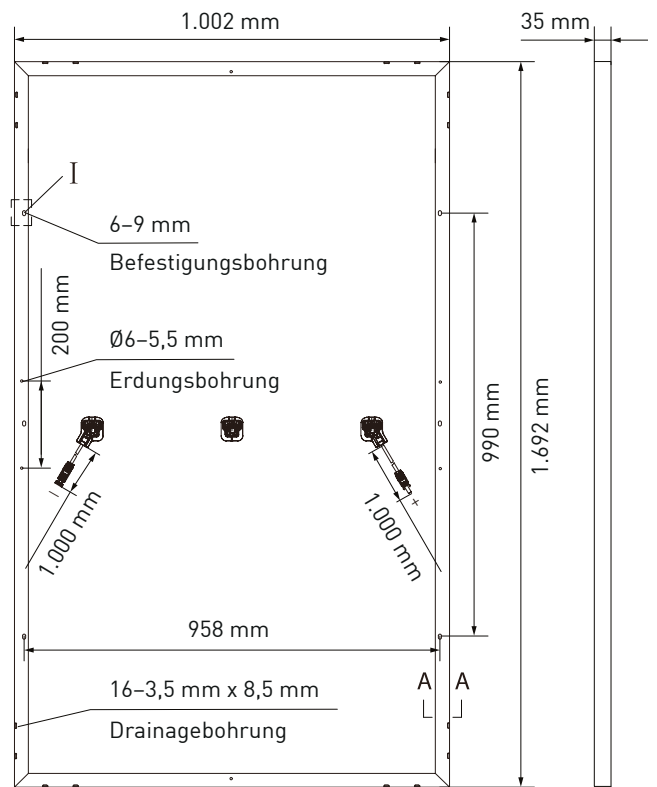 1.002 mm
35 mm
I
6–9 mm
Befestigungsbohrung
200 mm
Ø6–5,5 mm
Erdungsbohrung
990 mm
1.692 mm
–
+
1.000 mm
1.000 mm
958 mm
A A
16–3,5 mm x 8,5 mm
Drainagebohrung